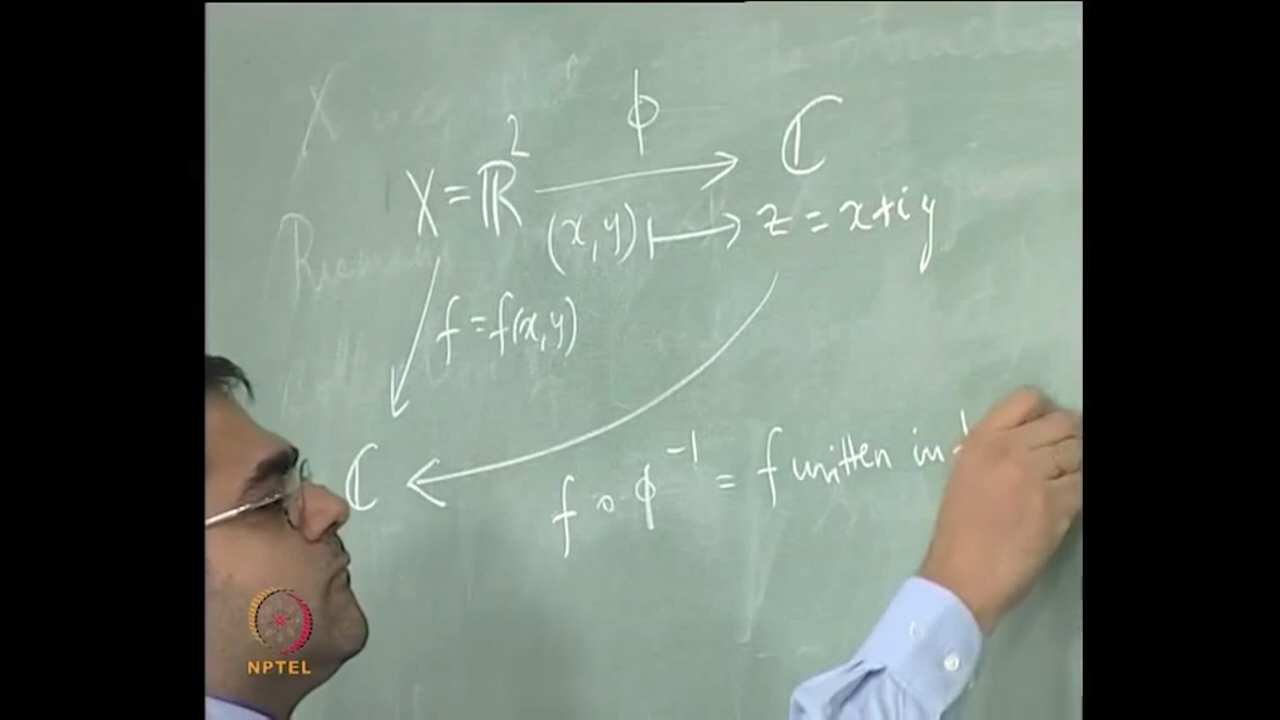 ϕ
X = ℝ² ⟶ ℂ
(x,y) ⟼ z = x+iy
f = f(x,y)
ℂ
f ∘ ϕ⁻¹ = f written in
NPTEL